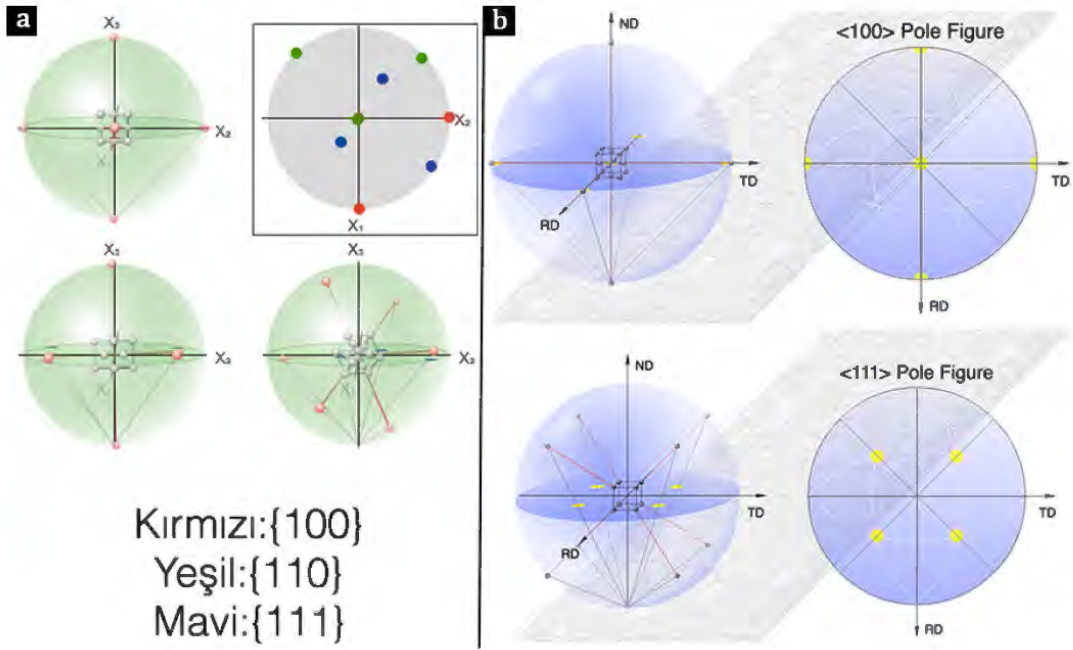 a
X₃
X₂
X
X₂
X₁
X₃
X₂
X
X₃
X₂
X
Kırmızı:{100}
Yeşil:{110}
Mavi:{111}
b
ND
TD
RD
<100> Pole Figure
TD
RD
ND
TD
RD
<111> Pole Figure
TD
RD